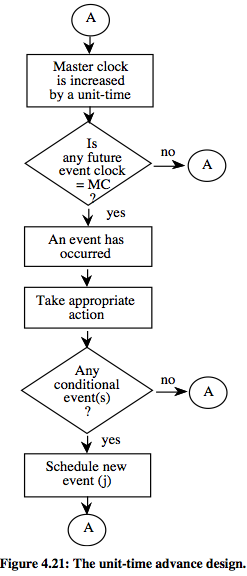 A
Master clock
is increased
by a unit-time
Is
any future
event clock
= MC
?
no
A
yes
An event has
occurred
Take appropriate
action
Any
conditional
event(s)
?
no
A
yes
Schedule new
event (j)
A
Figure 4.21: The unit-time advance design.